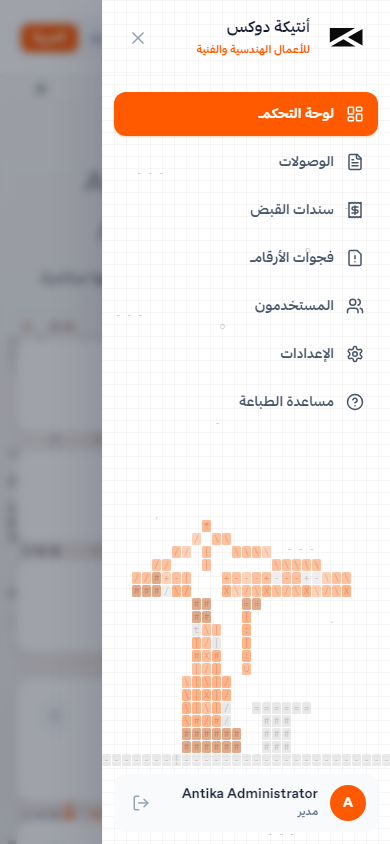 أنتيكة دوكس
للأعمال الهندسية والفنية
لوحة التحكم
الوصولات
سندات القبض
فجوات الأرقام
المستخدمون
الإعدادات
مساعدة الطباعة
Antika Administrator
مدير
A